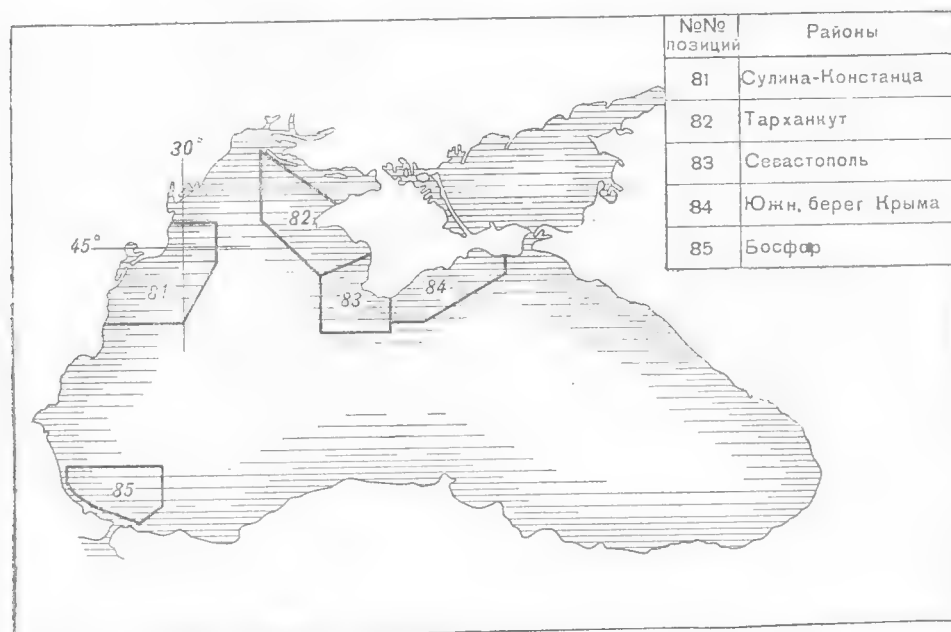 №№ позиций Районы
81 Сулина-Констанца
82 Тарханкут
83 Севастополь
84 Южн. берег Крыма
85 Босфор
30°
45°
82
81
83
84
85